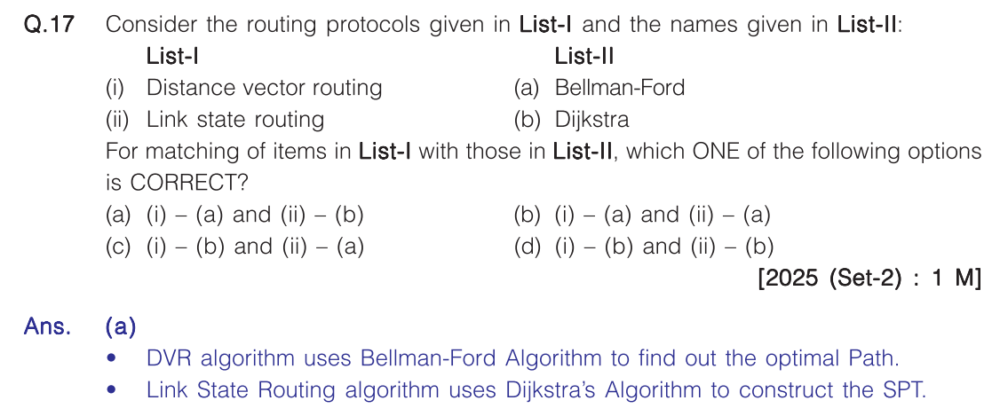 Q.17 Consider the routing protocols given in List-I and the names given in List-II:
List-I List-II
(i) Distance vector routing (a) Bellman-Ford
(ii) Link state routing (b) Dijkstra
For matching of items in List-I with those in List-II, which ONE of the following options
is CORRECT?
(a) (i) – (a) and (ii) – (b) (b) (i) – (a) and (ii) – (a)
(c) (i) – (b) and (ii) – (a) (d) (i) – (b) and (ii) – (b)
[2025 (Set-2) : 1 M]
Ans. (a)
• DVR algorithm uses Bellman-Ford Algorithm to find out the optimal Path.
• Link State Routing algorithm uses Dijkstra's Algorithm to construct the SPT.